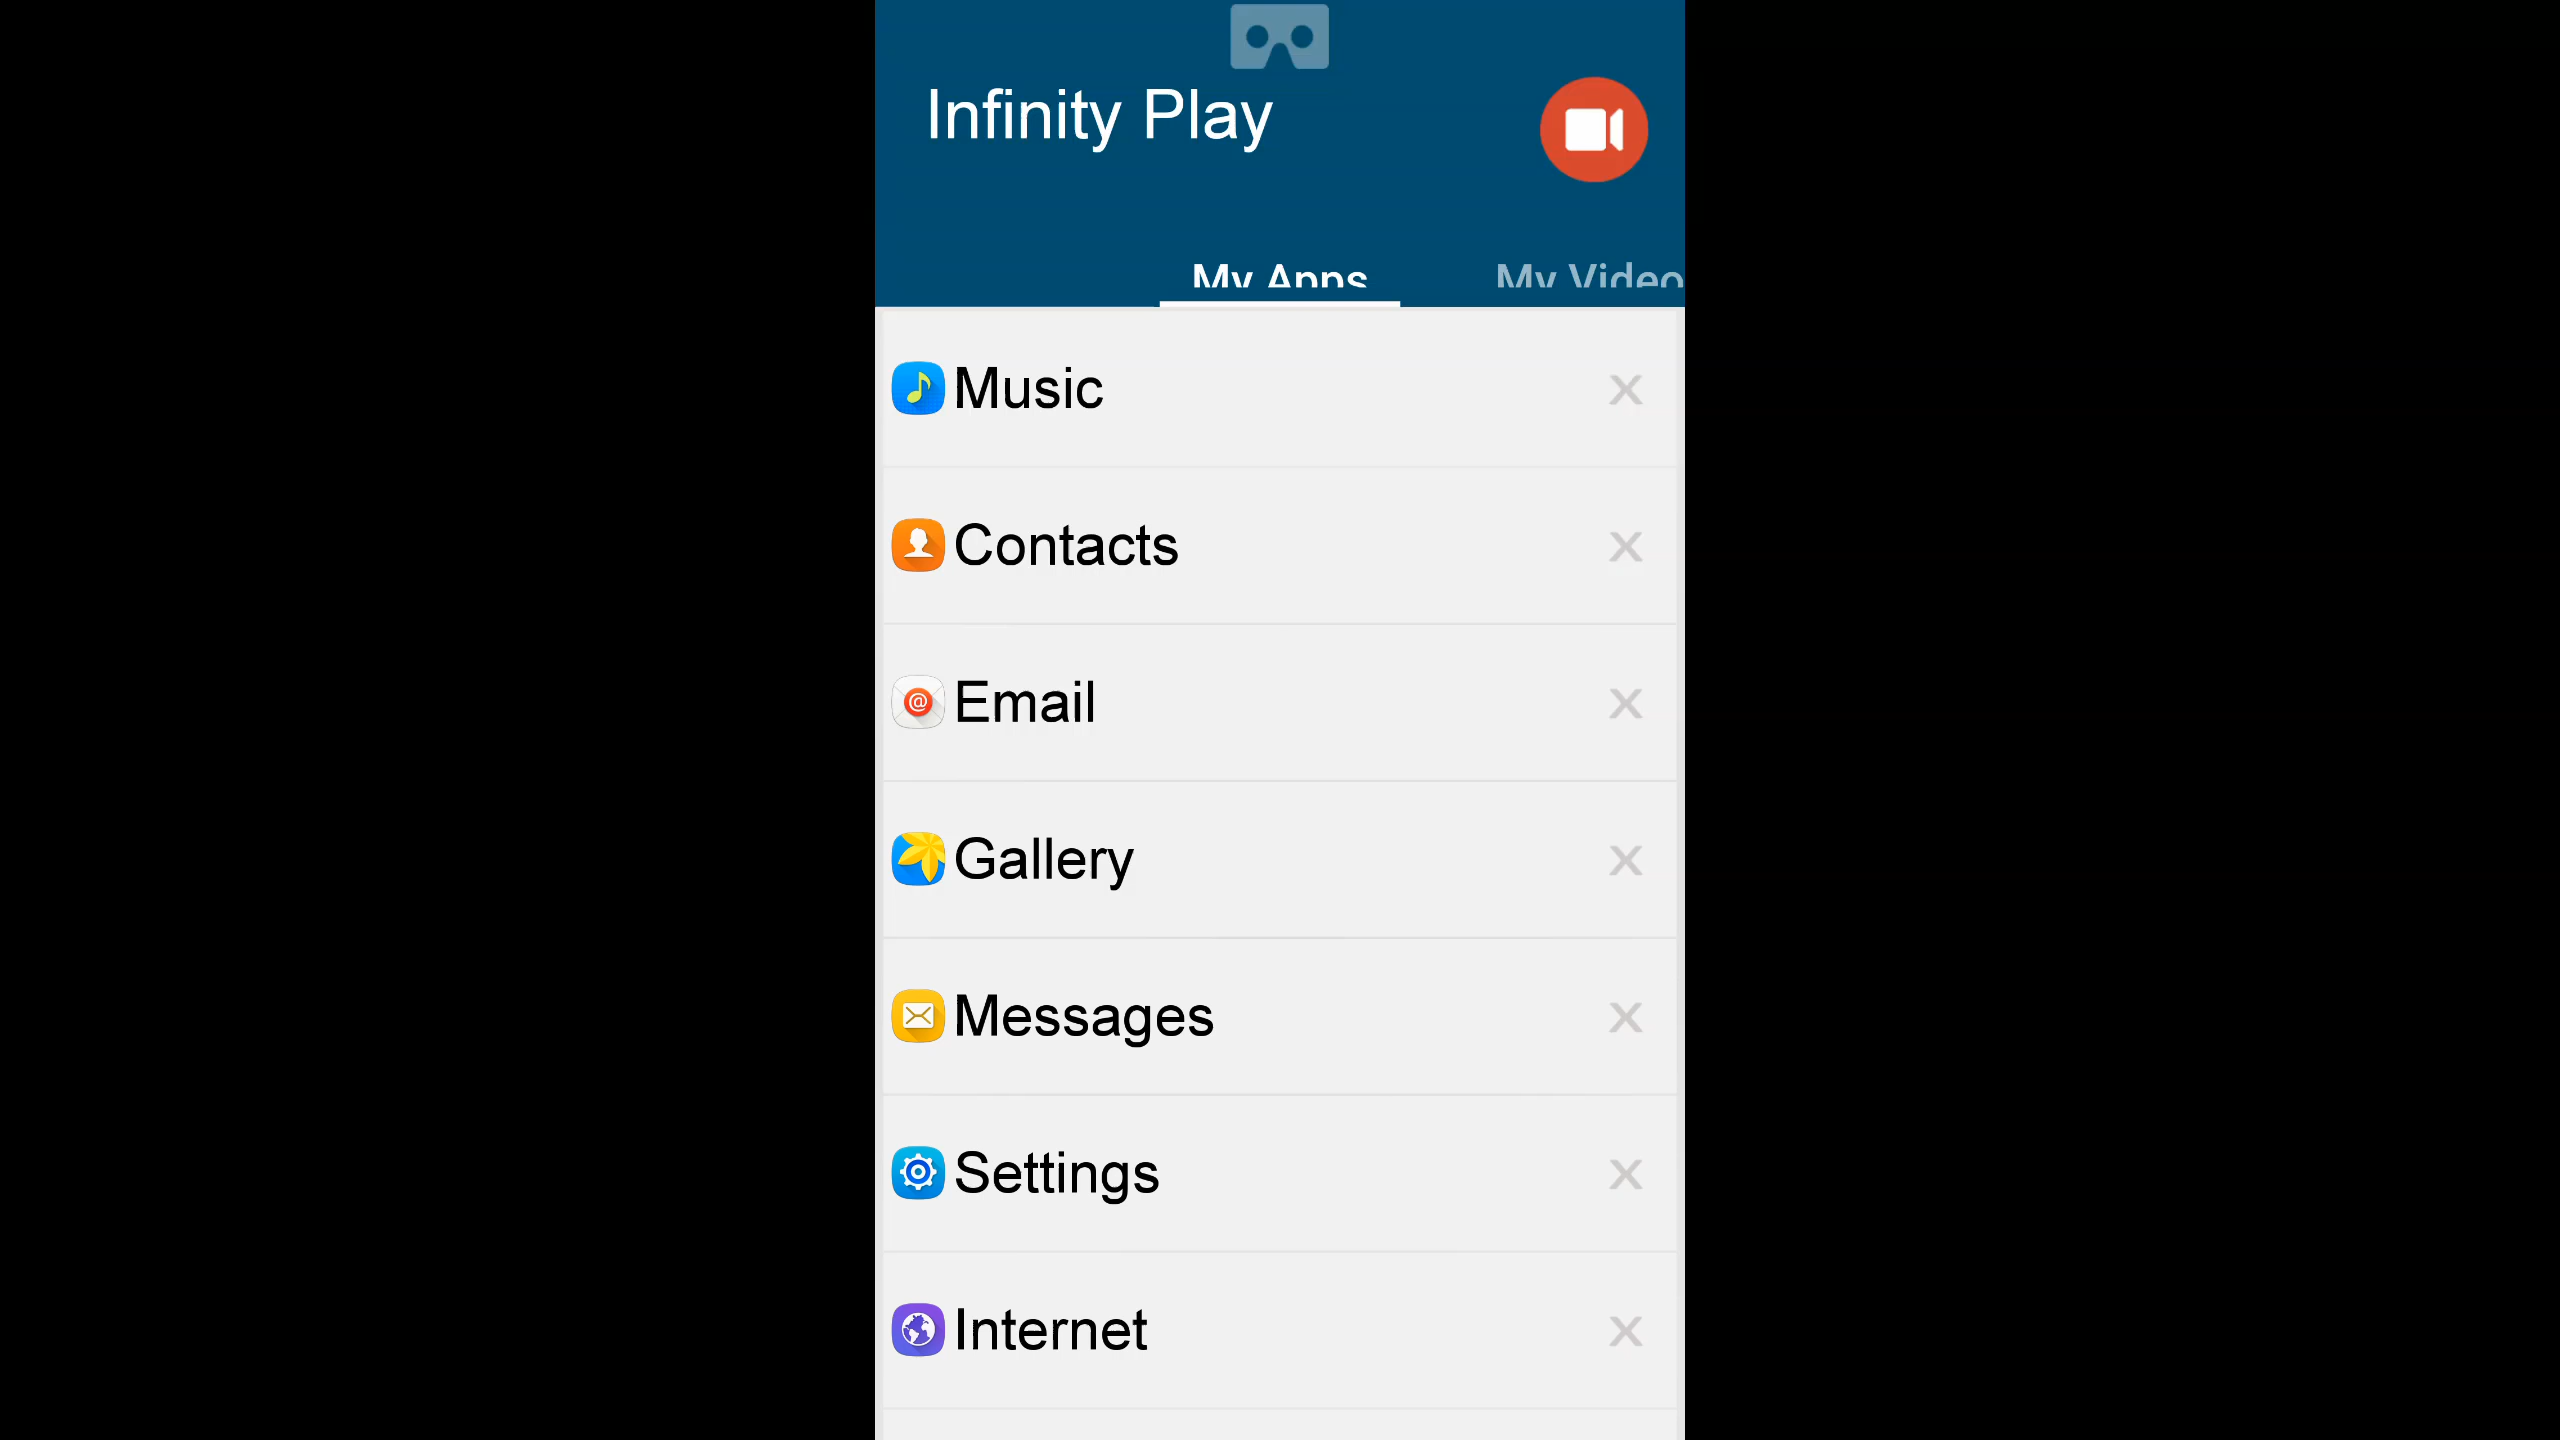 Infinity Play
My Apps
My Video
Music
Contacts
Email
Gallery
Messages
Settings
Internet